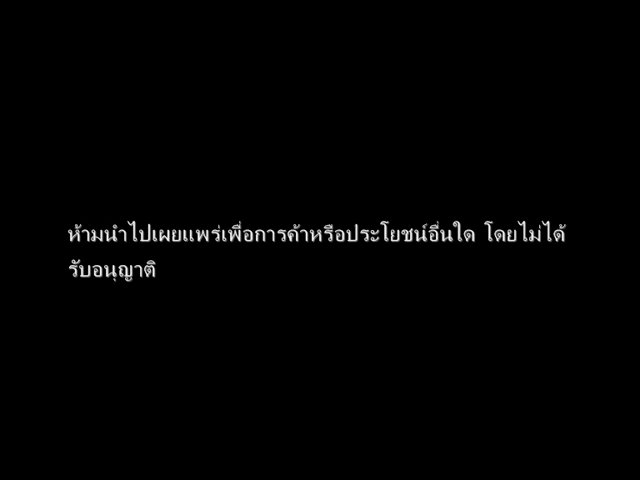 ห้ามนำไปเผยแพร่เพื่อการค้าหรือประโยชน์อื่นใด โดยไม่ได้
รับอนุญาติ